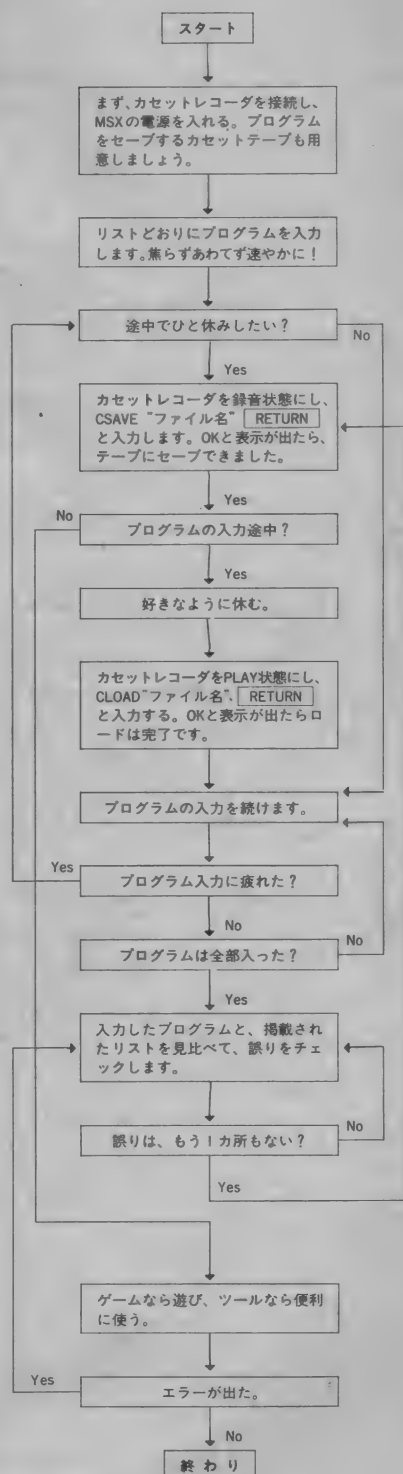 スタート
まず、カセットレコーダを接続し、
MSXの電源を入れる。プログラム
をセーブするカセットテープも用
意しましょう。
リストどおりにプログラムを入力
します。焦らずあわてず速やかに!
途中でひと休みしたい?
No
Yes
カセットレコーダを録音状態にし、
CSAVE "ファイル名" RETURN
と入力します。OKと表示が出たら、
テープにセーブできました。
Yes
No
プログラムの入力途中?
Yes
好きなように休む。
カセットレコーダをPLAY状態にし、
CLOAD"ファイル名"、RETURN
と入力する。OKと表示が出たらロ
ードは完了です。
プログラムの入力を続けます。
Yes
プログラム入力に疲れた?
No
プログラムは全部入った?
No
Yes
入力したプログラムと、掲載され
たリストを見比べて、誤りをチェ
ックします。
誤りは、もう1カ所もない?
No
Yes
ゲームなら遊び、ツールなら便利
に使う。
Yes
エラーが出た。
No
終わり